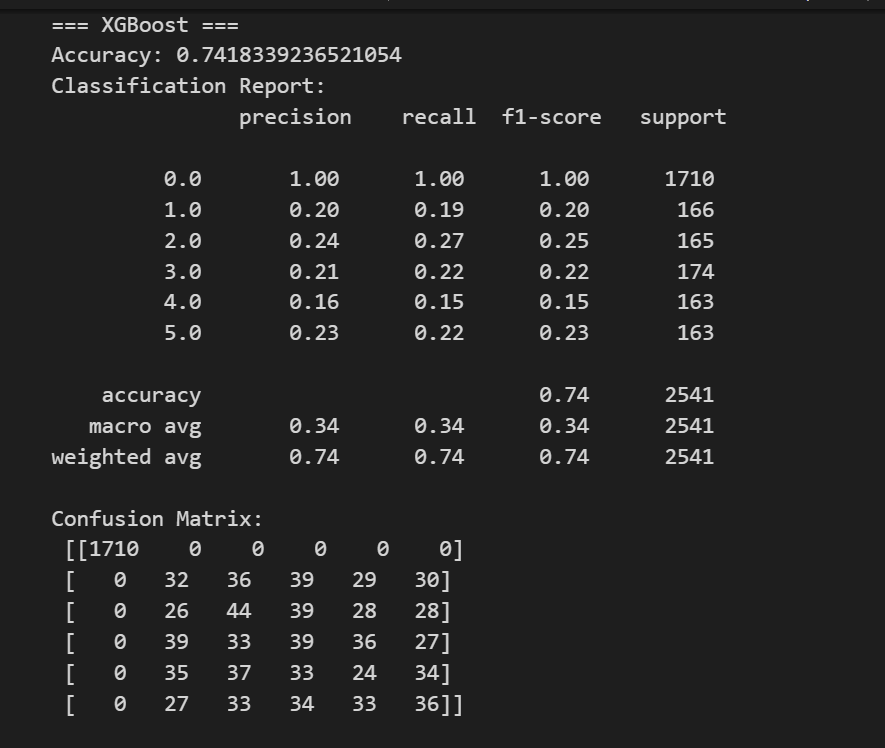 === XGBoost ===
Accuracy: 0.7418339236521054
Classification Report:
precision recall f1-score support
0.0 1.00 1.00 1.00 1710
1.0 0.20 0.19 0.20 166
2.0 0.24 0.27 0.25 165
3.0 0.21 0.22 0.22 174
4.0 0.16 0.15 0.15 163
5.0 0.23 0.22 0.23 163
accuracy 0.74 2541
macro avg 0.34 0.34 0.34 2541
weighted avg 0.74 0.74 0.74 2541
Confusion Matrix:
[[1710 0 0 0 0 0]
[ 0 32 36 39 29 30]
[ 0 26 44 39 28 28]
[ 0 39 33 39 36 27]
[ 0 35 37 33 24 34]
[ 0 27 33 34 33 36]]